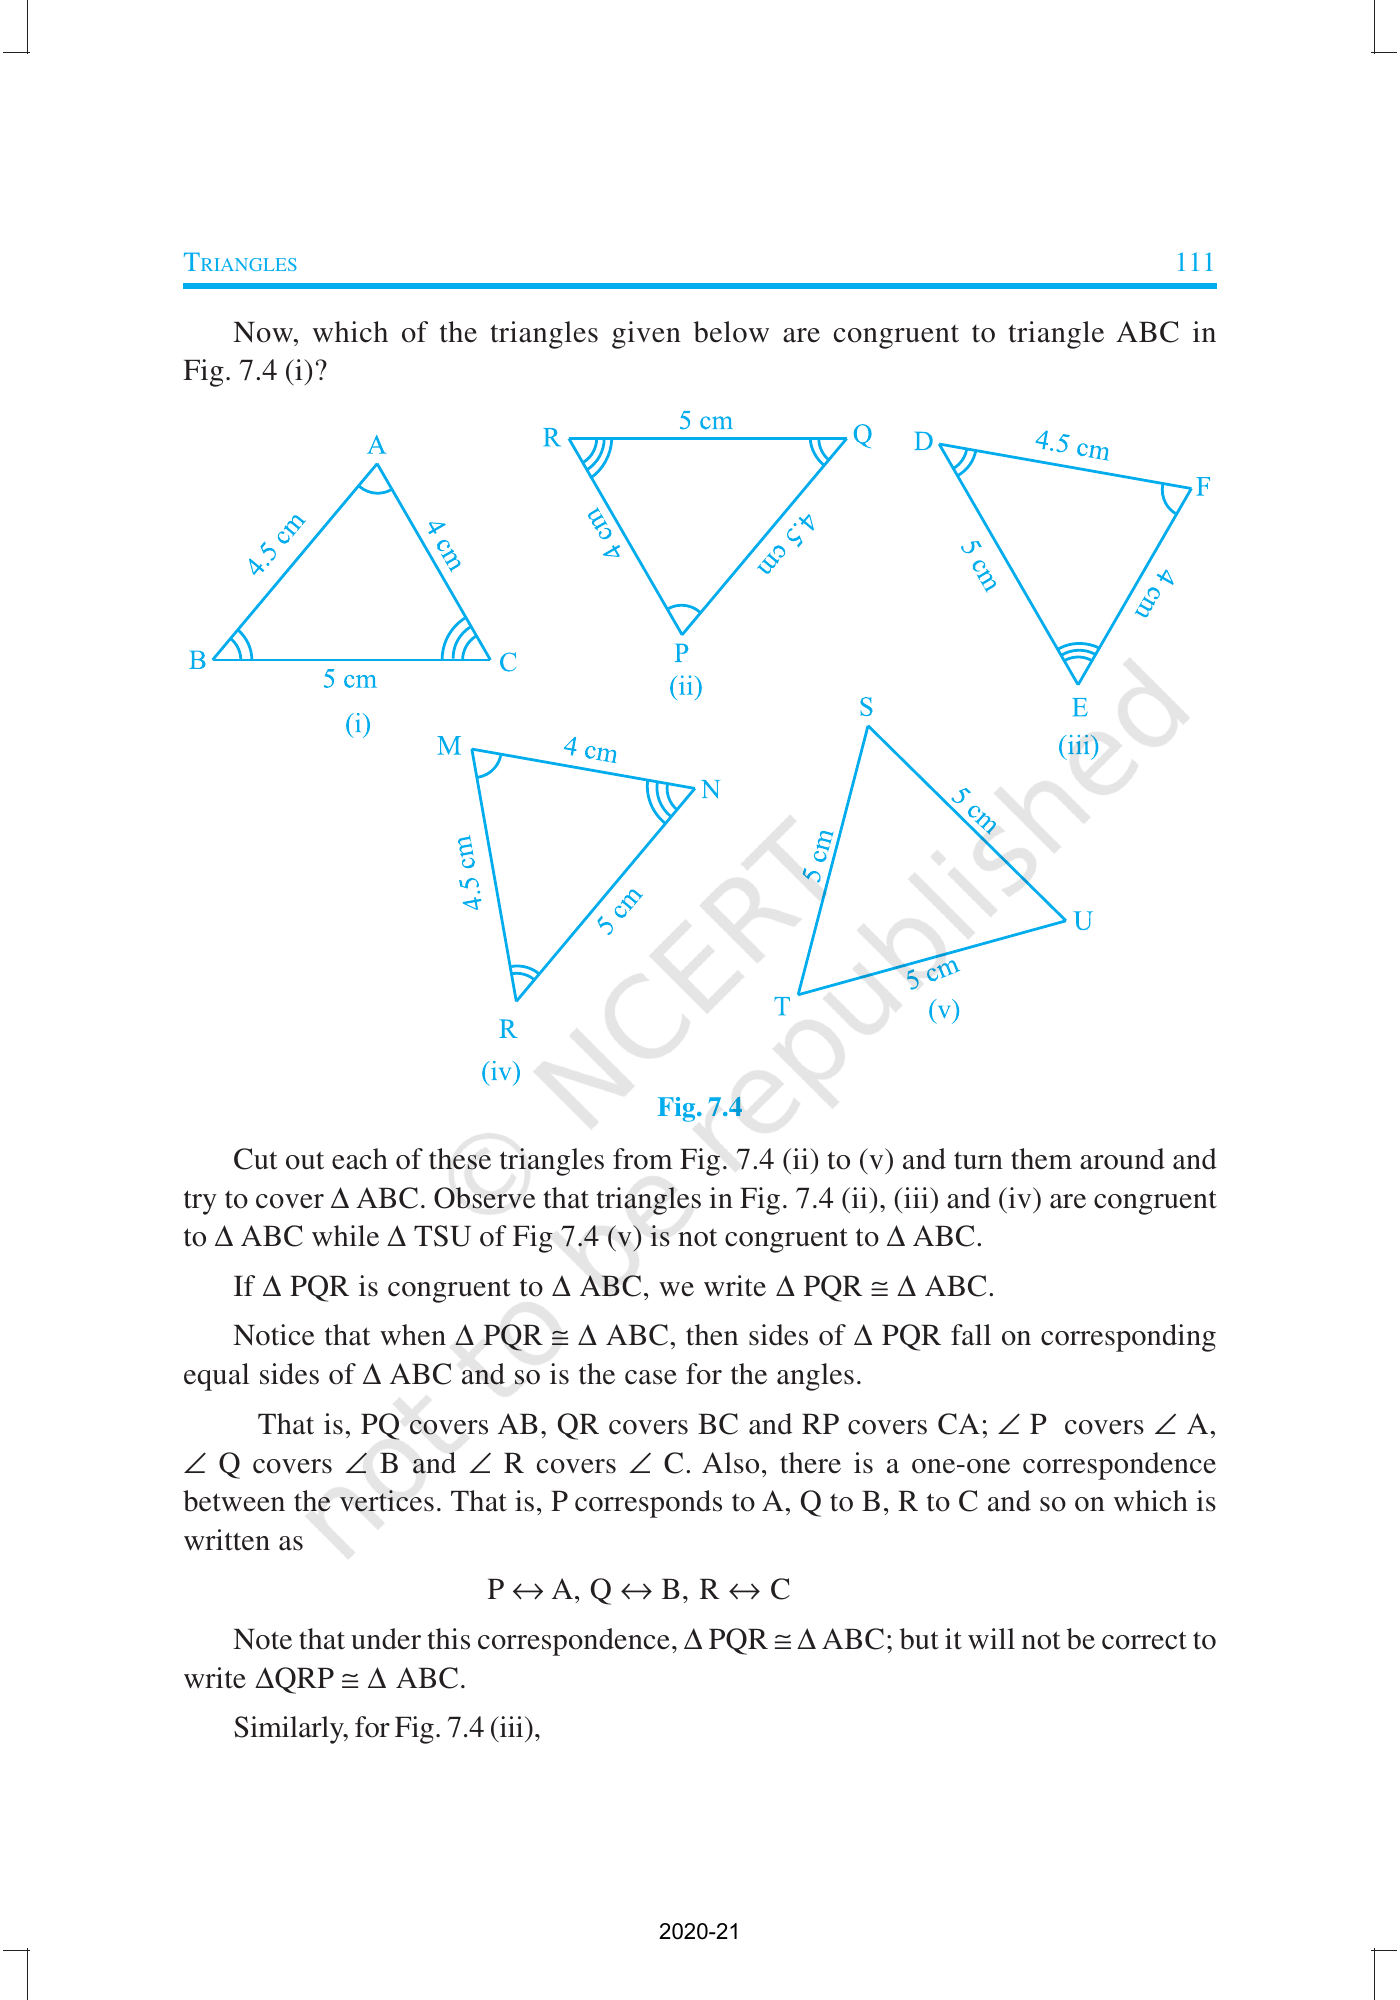 TRIANGLES 111
Now, which of the triangles given below are congruent to triangle ABC in
Fig. 7.4 (i)?
A
4.5 cm
4 cm
B
C
5 cm
(i)
R
5 cm
Q
4 cm
4.5 cm
P
(ii)
D
4.5 cm
F
5 cm
4 cm
E
(iii)
M
4 cm
N
4.5 cm
5 cm
R
(iv)
S
5 cm
5 cm
U
T
5 cm
(v)
Fig. 7.4
Cut out each of these triangles from Fig. 7.4 (ii) to (v) and turn them around and
try to cover Δ ABC. Observe that triangles in Fig. 7.4 (ii), (iii) and (iv) are congruent
to Δ ABC while Δ TSU of Fig 7.4 (v) is not congruent to Δ ABC.
If Δ PQR is congruent to Δ ABC, we write Δ PQR ≅ Δ ABC.
Notice that when Δ PQR ≅ Δ ABC, then sides of Δ PQR fall on corresponding
equal sides of Δ ABC and so is the case for the angles.
That is, PQ covers AB, QR covers BC and RP covers CA; ∠ P covers ∠ A,
∠ Q covers ∠ B and ∠ R covers ∠ C. Also, there is a one-one correspondence
between the vertices. That is, P corresponds to A, Q to B, R to C and so on which is
written as
P ↔ A, Q ↔ B, R ↔ C
Note that under this correspondence, Δ PQR ≅ Δ ABC; but it will not be correct to
write ΔQRP ≅ Δ ABC.
Similarly, for Fig. 7.4 (iii),
© NCERT
not to be republished
2020-21